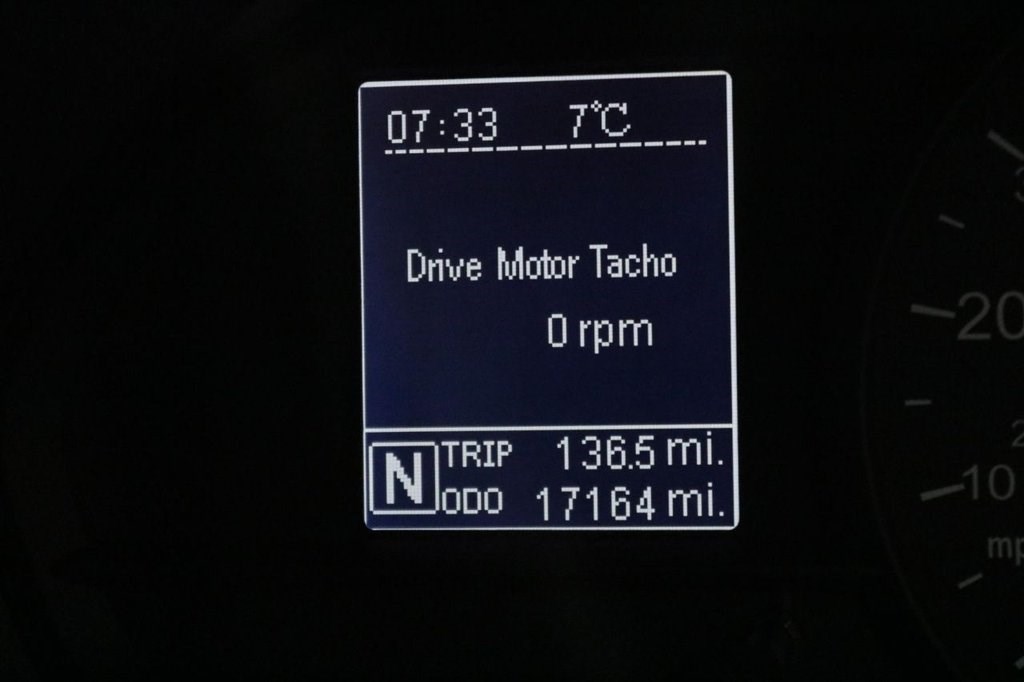 07:33 7°C
Drive Motor Tacho
0 rpm
N TRIP 136.5 mi.
ODO 17164 mi.
20
10